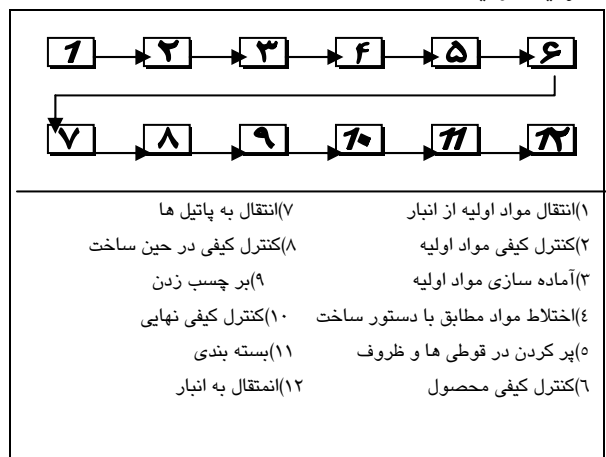 ۱ ۲ ۳ ۴ ۵ ۶
۷ ۸ ۹ ۱۰ ۱۱ ۱۲
۱)انتقال مواد اولیه از انبار ۷)انتقال به پاتیل ها
۲)کنترل کیفی مواد اولیه ۸)کنترل کیفی در حین ساخت
۳)آماده سازی مواد اولیه ۹)بر چسب زدن
٤)اختلاط مواد مطابق با دستور ساخت ۱۰)کنترل کیفی نهایی
٥)پر کردن در قوطی ها و ظروف ۱۱)بسته بندی
٦)کنترل کیفی محصول ۱۲)انمتقال به انبار